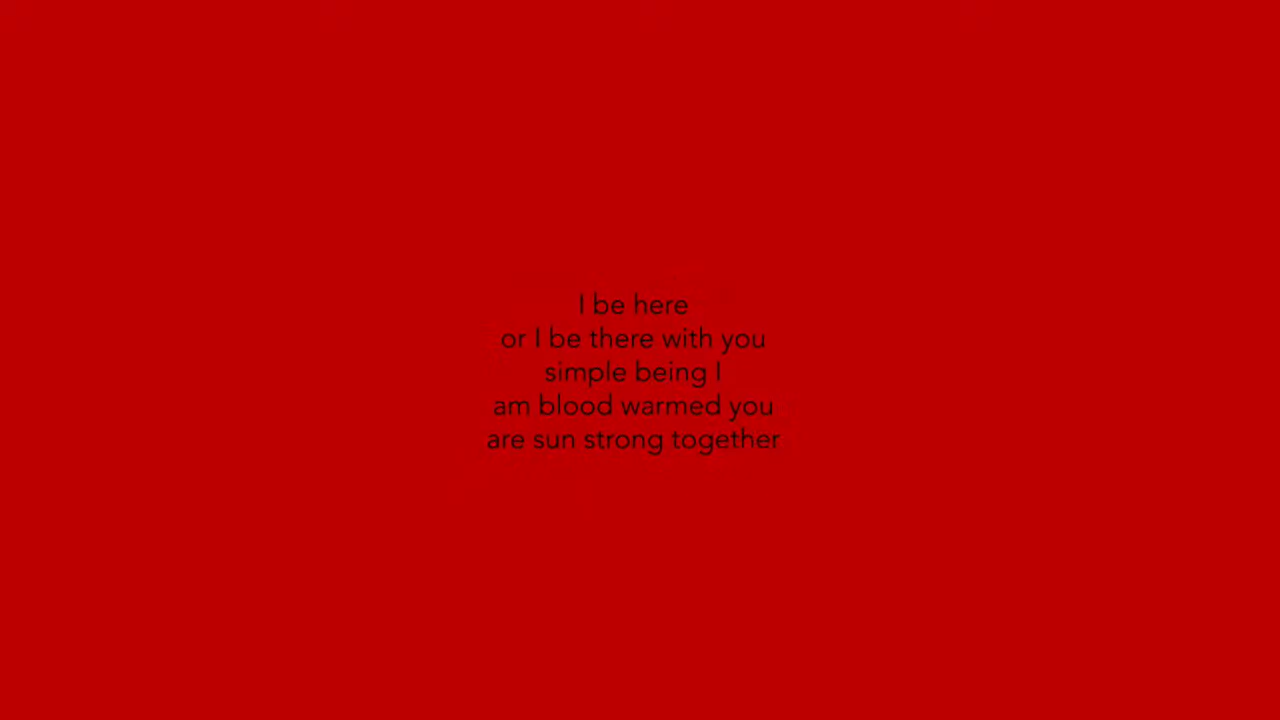 I be here
or I be there with you
simple being I
am blood warmed you
are sun strong together